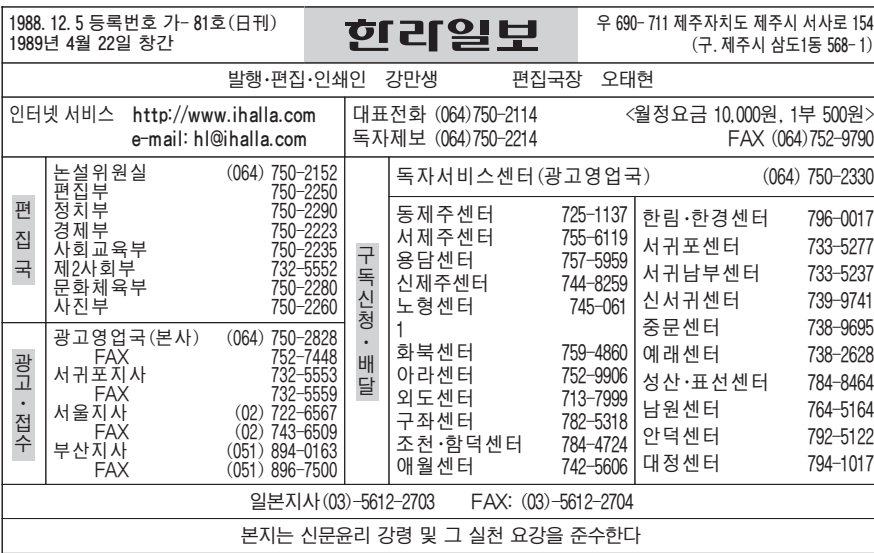 1988. 12. 5 등록번호 가- 81호(日刊)
1989년 4월 22일 창간
한라일보
우 690- 711 제주자치도 제주시 서사로 154
(구. 제주시 삼도1동 568- 1)
발행·편집·인쇄인 강만생 편집국장 오태현
인터넷 서비스 http://www.ihalla.com
e-mail: hl@ihalla.com
대표전화 (064)750-2114
독자제보 (064)750-2214
<월정요금 10,000원, 1부 500원>
FAX (064)752-9790
편집국
논설위원실 (064) 750-2152
편집부 750-2250
정치부 750-2290
경제부 750-2223
사회교육부 750-2235
제2사회부 732-5552
문화체육부 750-2280
사진부 750-2260
광고·접수
광고영업국(본사) (064) 750-2828
FAX 752-7448
서귀포지사 732-5553
FAX 732-5559
서울지사 (02) 722-6567
FAX (02) 743-6509
부산지사 (051) 894-0163
FAX (051) 896-7500
구독신청·배달
독자서비스센터(광고영업국) (064) 750-2330
동제주센터 725-1137
서제주센터 755-6119
용담센터 757-5959
신제주센터 744-8259
노형센터 745-061
1
화북센터 759-4860
아라센터 752-9906
외도센터 713-7999
구좌센터 782-5318
조천·함덕센터 784-4724
애월센터 742-5606
한림·한경센터 796-0017
서귀포센터 733-5277
서귀남부센터 733-5237
신서귀센터 739-9741
중문센터 738-9695
예래센터 738-2628
성산·표선센터 784-8464
남원센터 764-5164
안덕센터 792-5122
대정센터 794-1017
일본지사(03)-5612-2703 FAX: (03)-5612-2704
본지는 신문윤리 강령 및 그 실천 요강을 준수한다